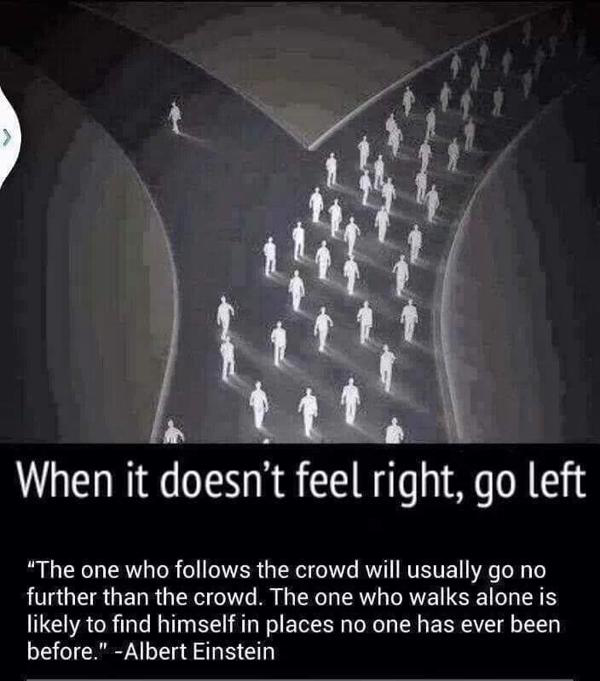 When it doesn't feel right, go left
"The one who follows the crowd will usually go no
further than the crowd. The one who walks alone is
likely to find himself in places no one has ever been
before." -Albert Einstein